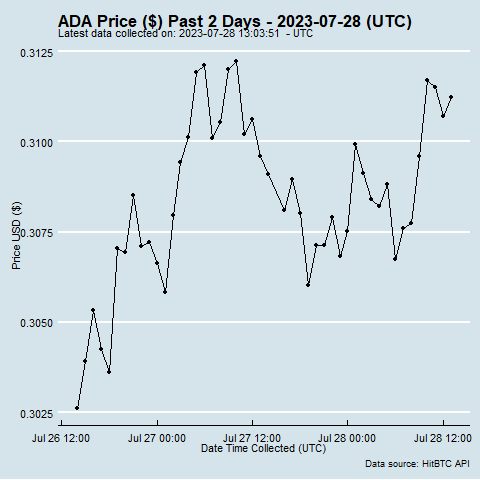 ADA Price ($) Past 2 Days - 2023-07-28 (UTC)
Latest data collected on: 2023-07-28 13:03:51 - UTC
0.3125
0.3100
0.3075
0.3050
0.3025
Price USD ($)
Jul 26 12:00 Jul 27 00:00 Jul 27 12:00 Jul 28 00:00 Jul 28 12:00
Date Time Collected (UTC)
Data source: HitBTC API